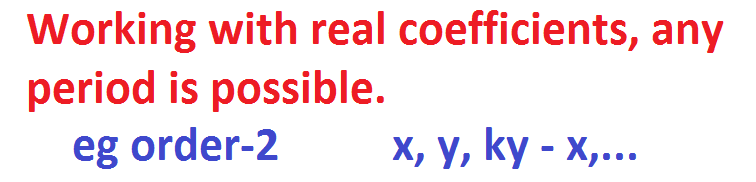 Working with real coefficients, any
period is possible.
eg order-2 x, y, ky - x,...